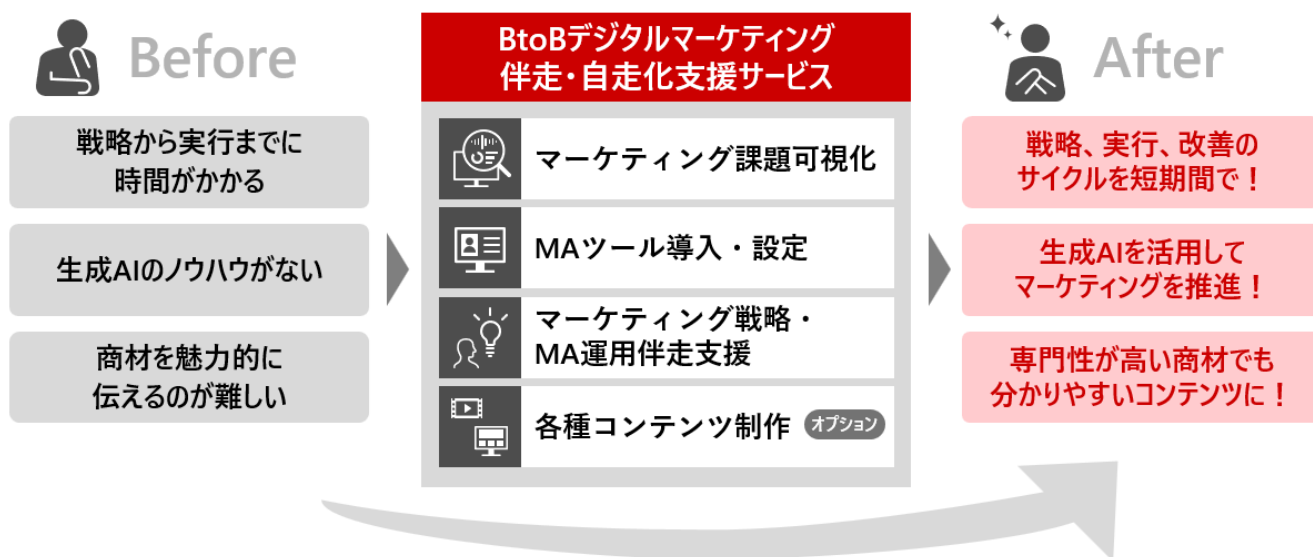 Before
戦略から実行までに
時間がかかる
生成AIのノウハウがない
商材を魅力的に
伝えるのが難しい
BtoBデジタルマーケティング
伴走・自走化支援サービス
マーケティング課題可視化
MAツール導入・設定
マーケティング戦略・
MA運用伴走支援
各種コンテンツ制作 オプション
After
戦略、実行、改善の
サイクルを短期間で！
生成AIを活用して
マーケティングを推進！
専門性が高い商材でも
分かりやすいコンテンツに！